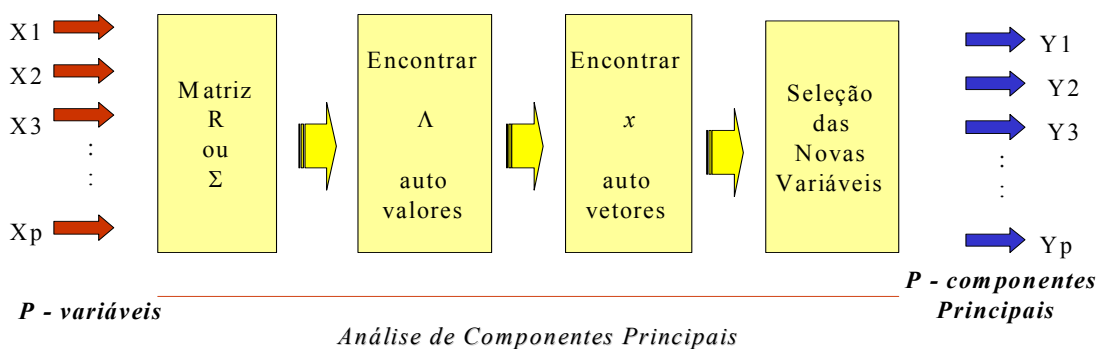 X1
X2
X3
:
:
Xp
P - variáveis
Matriz
R
ou
Σ
Encontrar
Λ
auto
valores
Encontrar
x
auto
vetores
Seleção
das
Novas
Variáveis
Y1
Y2
Y3
:
:
Yp
P - componentes
Principais
Análise de Componentes Principais